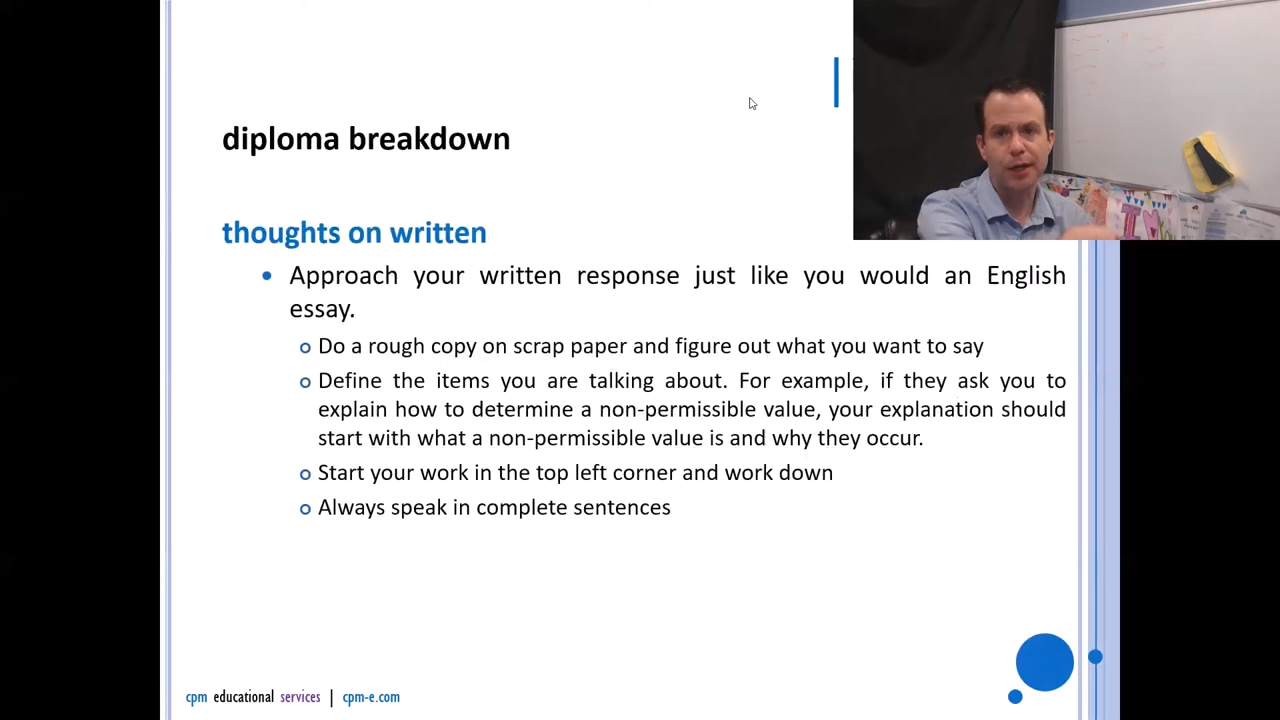 diploma breakdown
thoughts on written
• Approach your written response just like you would an English
essay.
Do a rough copy on scrap paper and figure out what you want to say
Define the items you are talking about. For example, if they ask you to
explain how to determine a non-permissible value, your explanation should
start with what a non-permissible value is and why they occur.
Start your work in the top left corner and work down
Always speak in complete sentences
cpm educational services | cpm-e.com